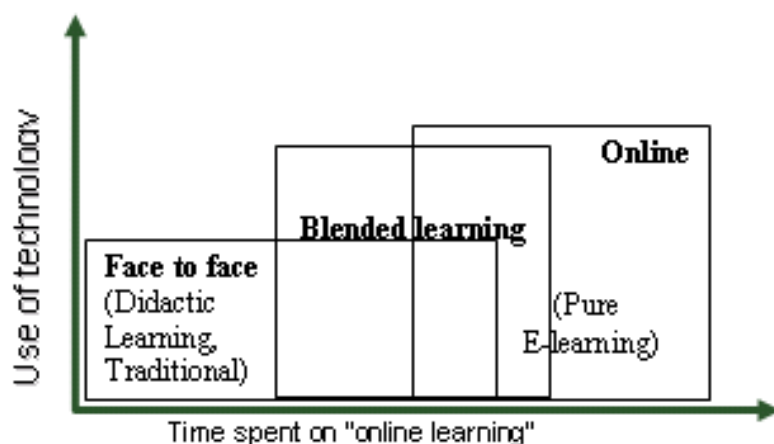 Use of technology
Online
Blended learning
Face to face
(Didactic
Learning,
Traditional)
(Pure
E-learning)
Time spent on "online learning"